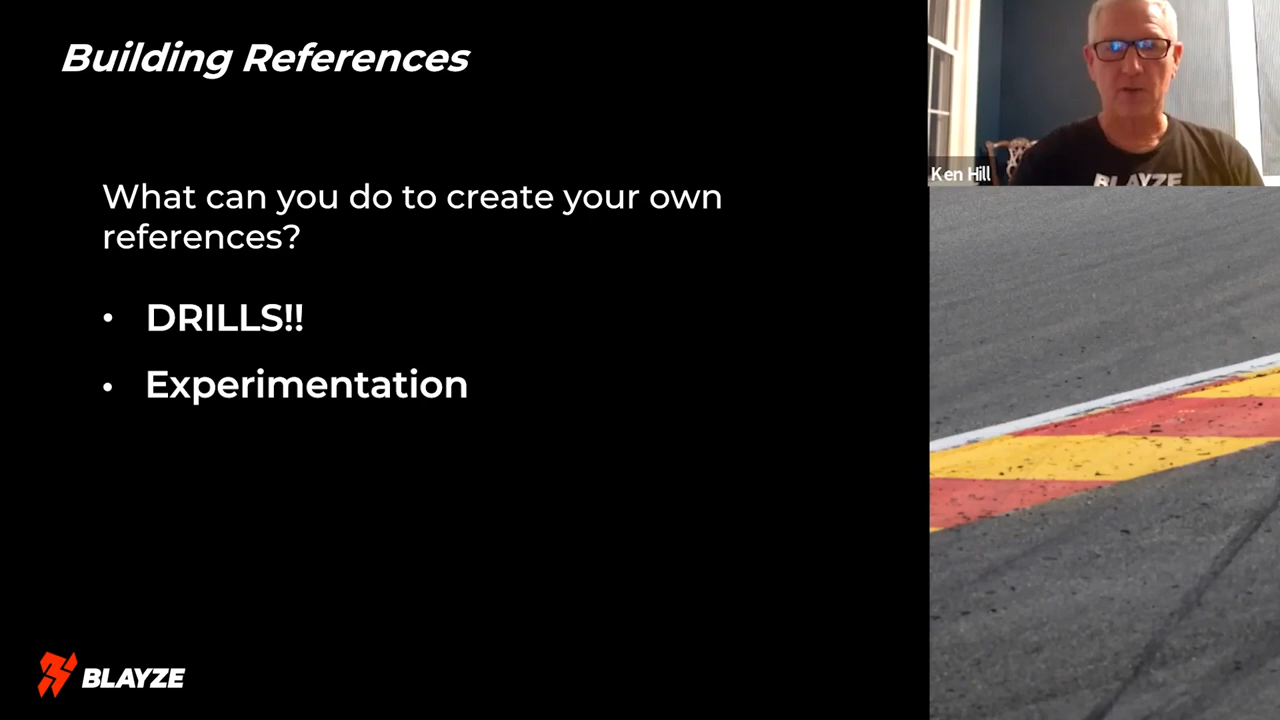 Building References
What can you do to create your own
references?
• DRILLS!!
• Experimentation
BLAYZE
Ken Hill
BLAYZE